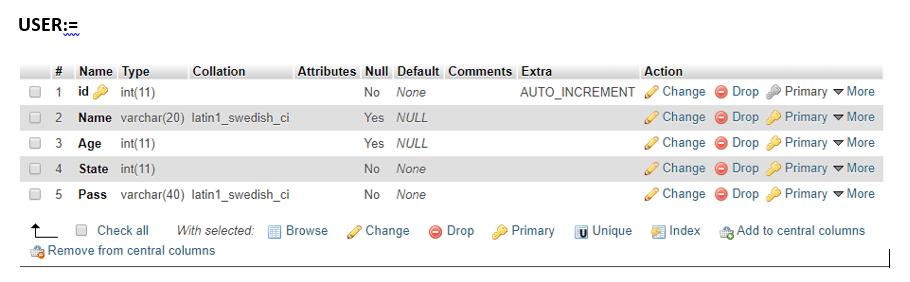 USER:=
# Name Type Collation Attributes Null Default Comments Extra Action
1 id int(11) No None AUTO_INCREMENT Change Drop Primary More
2 Name varchar(20) latin1_swedish_ci Yes NULL Change Drop Primary More
3 Age int(11) Yes NULL Change Drop Primary More
4 State int(11) No None Change Drop Primary More
5 Pass varchar(40) latin1_swedish_ci No None Change Drop Primary More
Check all With selected: Browse Change Drop Primary Unique Index Add to central columns
Remove from central columns